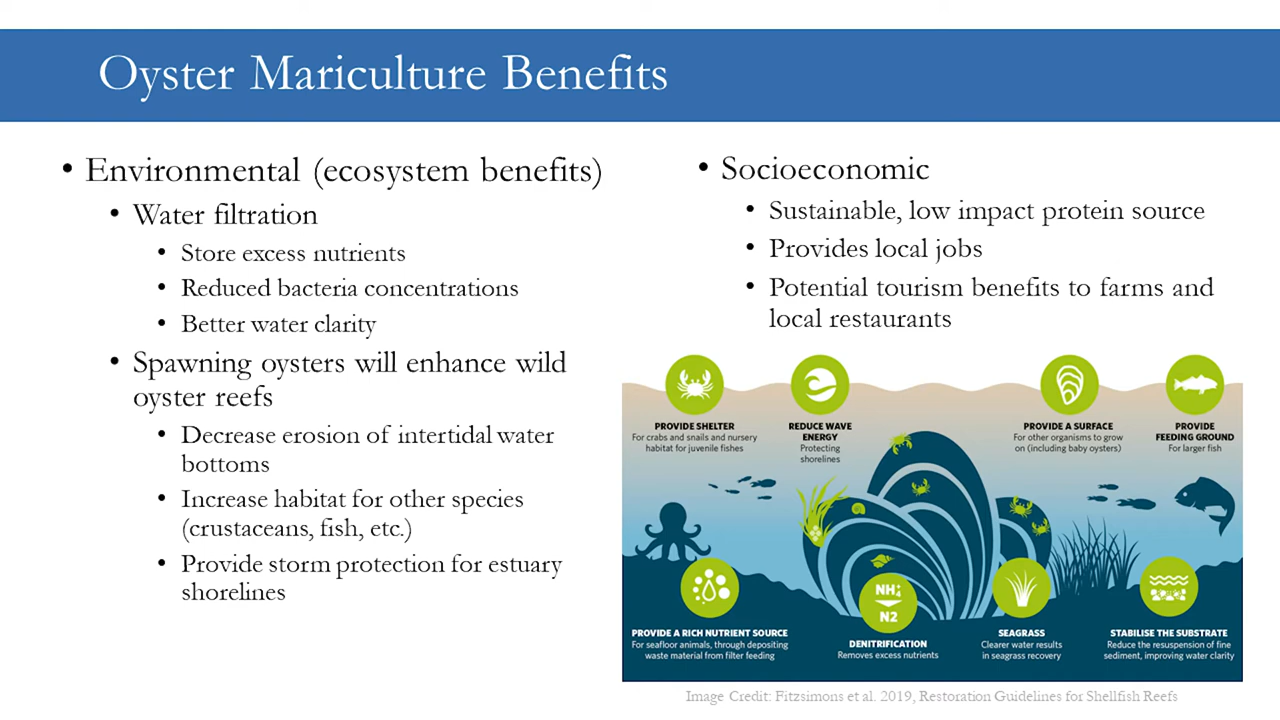 Oyster Mariculture Benefits
• Environmental (ecosystem benefits)
• Water filtration
• Store excess nutrients
• Reduced bacteria concentrations
• Better water clarity
• Spawning oysters will enhance wild
oyster reefs
• Decrease erosion of intertidal water
bottoms
• Increase habitat for other species
(crustaceans, fish, etc.)
• Provide storm protection for estuary
shorelines
• Socioeconomic
• Sustainable, low impact protein source
• Provides local jobs
• Potential tourism benefits to farms and
local restaurants
PROVIDE SHELTER
For crabs and snails and nursery
habitat for juvenile fishes
REDUCE WAVE
ENERGY
Protecting
shorelines
PROVIDE A SURFACE
For other organisms to grow
on (including baby oysters)
PROVIDE
FEEDING GROUND
For larger fish
PROVIDE A RICH NUTRIENT SOURCE
For seafloor animals, through depositing
waste material from filter feeding
NH₄
N2
DENITRIFICATION
Removes excess nutrients
SEAGRASS
Clearer water results
in seagrass recovery
STABILISE THE SUBSTRATE
Reduce the resuspension of fine
sediment, improving water clarity
Image Credit: Fitzsimons et al. 2019, Restoration Guidelines for Shellfish Reefs